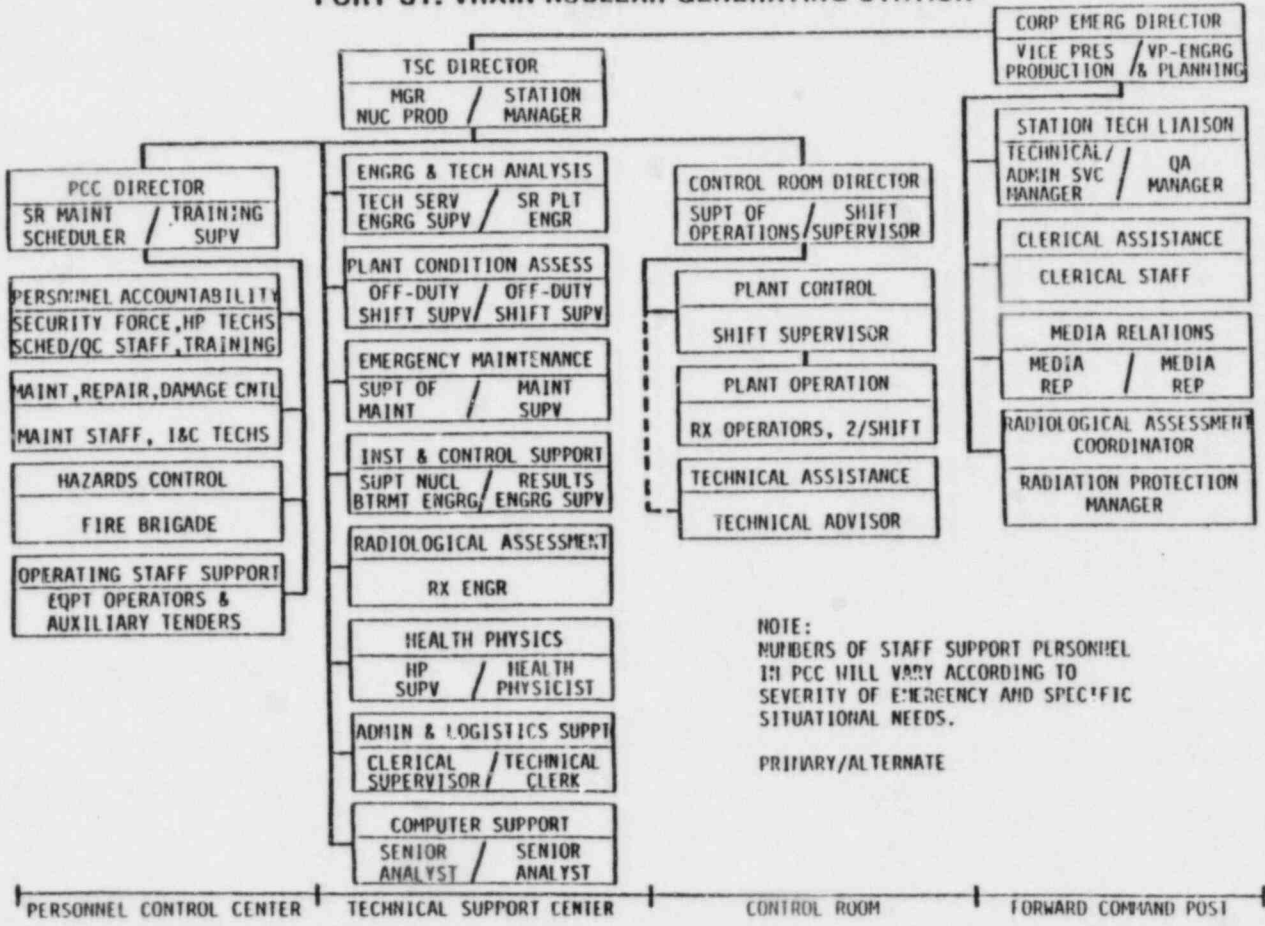 FORT ST. VRAIN NUCLEAR GENERATING STATION
CORP EMERG DIRECTOR
VICE PRES / VP-ENGRG
PRODUCTION / & PLANNING
TSC DIRECTOR
MGR / STATION
NUC PROD / MANAGER
PCC DIRECTOR
SR MAINT / TRAINING
SCHEDULER / SUPV
PERSONNEL ACCOUNTABILITY
SECURITY FORCE, HP TECHS
SCHED/QC STAFF, TRAINING
MAINT, REPAIR, DAMAGE CNTL
MAINT STAFF, I&C TECHS
HAZARDS CONTROL
FIRE BRIGADE
OPERATING STAFF SUPPORT
EQPT OPERATORS &
AUXILIARY TENDERS
ENGRG & TECH ANALYSIS
TECH SERV / SR PLT
ENGRG SUPV / ENGR
PLANT CONDITION ASSESS
OFF-DUTY / OFF-DUTY
SHIFT SUPV / SHIFT SUPV
EMERGENCY MAINTENANCE
SUPT OF / MAINT
MAINT / SUPV
INST & CONTROL SUPPORT
SUPT NUCL / RESULTS
BTRMT ENGRG / ENGRG SUPV
RADIOLOGICAL ASSESSMENT
RX ENGR
HEALTH PHYSICS
HP / HEALTH
SUPV / PHYSICIST
ADMIN & LOGISTICS SUPPT
CLERICAL / TECHNICAL
SUPERVISOR / CLERK
COMPUTER SUPPORT
SENIOR / SENIOR
ANALYST / ANALYST
CONTROL ROOM DIRECTOR
SUPT OF / SHIFT
OPERATIONS / SUPERVISOR
PLANT CONTROL
SHIFT SUPERVISOR
PLANT OPERATION
RX OPERATORS, 2/SHIFT
TECHNICAL ASSISTANCE
TECHNICAL ADVISOR
STATION TECH LIAISON
TECHNICAL/
ADMIN SVC / QA
MANAGER / MANAGER
CLERICAL ASSISTANCE
CLERICAL STAFF
MEDIA RELATIONS
MEDIA / MEDIA
REP / REP
RADIOLOGICAL ASSESSMENT
COORDINATOR
RADIATION PROTECTION
MANAGER
NOTE:
NUMBERS OF STAFF SUPPORT PERSONNEL
IN PCC WILL VARY ACCORDING TO
SEVERITY OF EMERGENCY AND SPECIFIC
SITUATIONAL NEEDS.
PRIMARY/ALTERNATE
PERSONNEL CONTROL CENTER
TECHNICAL SUPPORT CENTER
CONTROL ROOM
FORWARD COMMAND POST